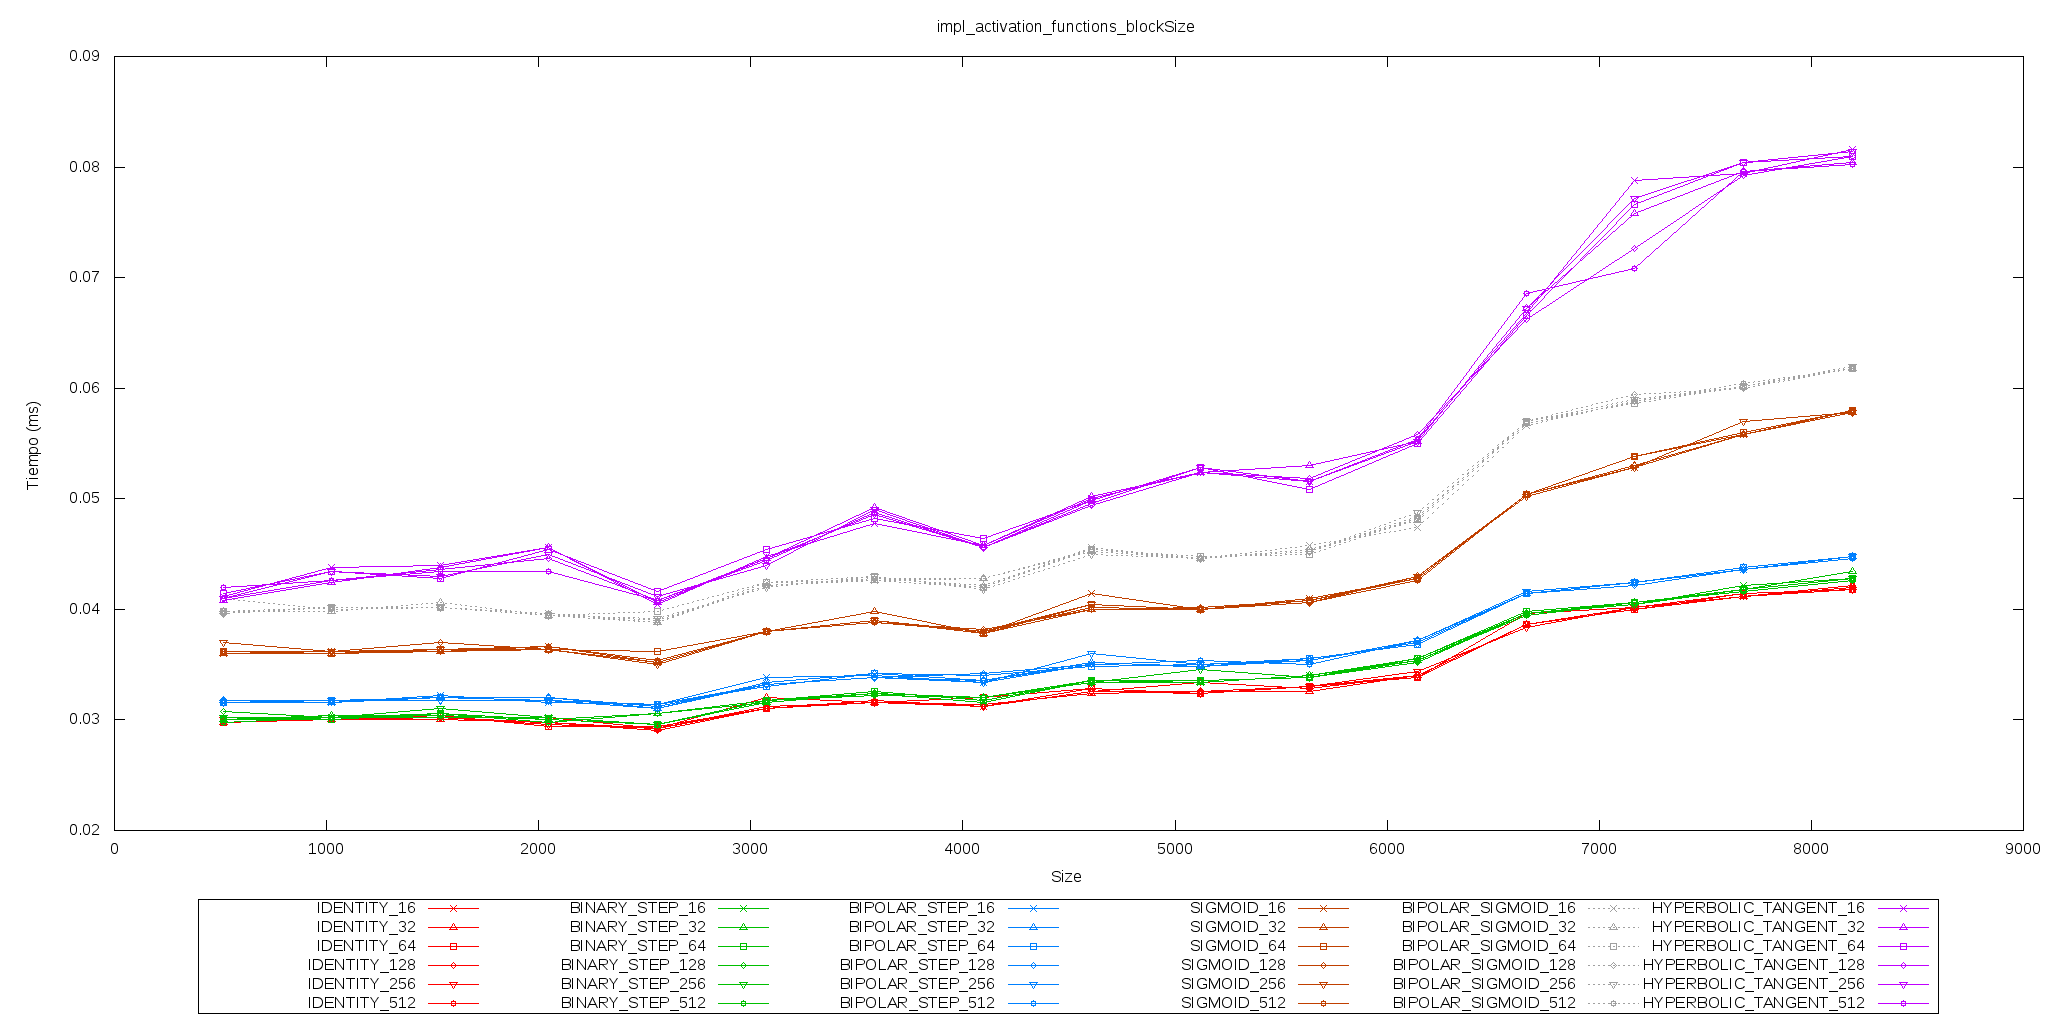 impl_activation_functions_blockSize
0.09
0.08
0.07
0.06
0.05
0.04
0.03
0.02
Tiempo (ms)
0 1000 2000 3000 4000 5000 6000 7000 8000 9000
Size
IDENTITY_16 BINARY_STEP_16 BIPOLAR_STEP_16 SIGMOID_16 BIPOLAR_SIGMOID_16 HYPERBOLIC_TANGENT_16
IDENTITY_32 BINARY_STEP_32 BIPOLAR_STEP_32 SIGMOID_32 BIPOLAR_SIGMOID_32 HYPERBOLIC_TANGENT_32
IDENTITY_64 BINARY_STEP_64 BIPOLAR_STEP_64 SIGMOID_64 BIPOLAR_SIGMOID_64 HYPERBOLIC_TANGENT_64
IDENTITY_128 BINARY_STEP_128 BIPOLAR_STEP_128 SIGMOID_128 BIPOLAR_SIGMOID_128 HYPERBOLIC_TANGENT_128
IDENTITY_256 BINARY_STEP_256 BIPOLAR_STEP_256 SIGMOID_256 BIPOLAR_SIGMOID_256 HYPERBOLIC_TANGENT_256
IDENTITY_512 BINARY_STEP_512 BIPOLAR_STEP_512 SIGMOID_512 BIPOLAR_SIGMOID_512 HYPERBOLIC_TANGENT_512